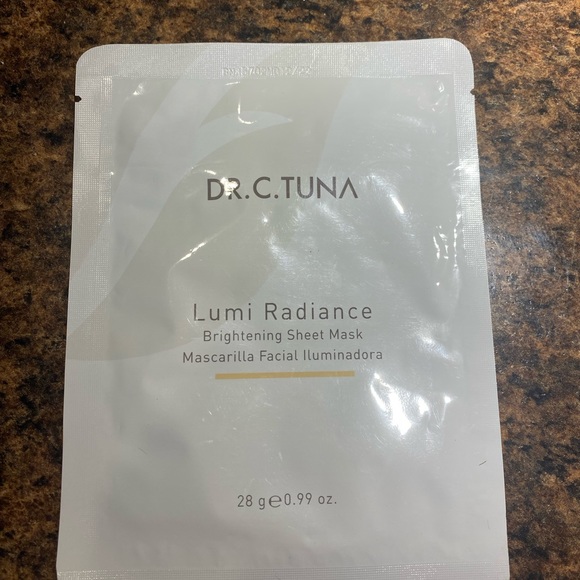 DR.C.TUNA
Lumi Radiance
Brightening Sheet Mask
Mascarilla Facial Iluminadora
28 g℮0.99 oz.